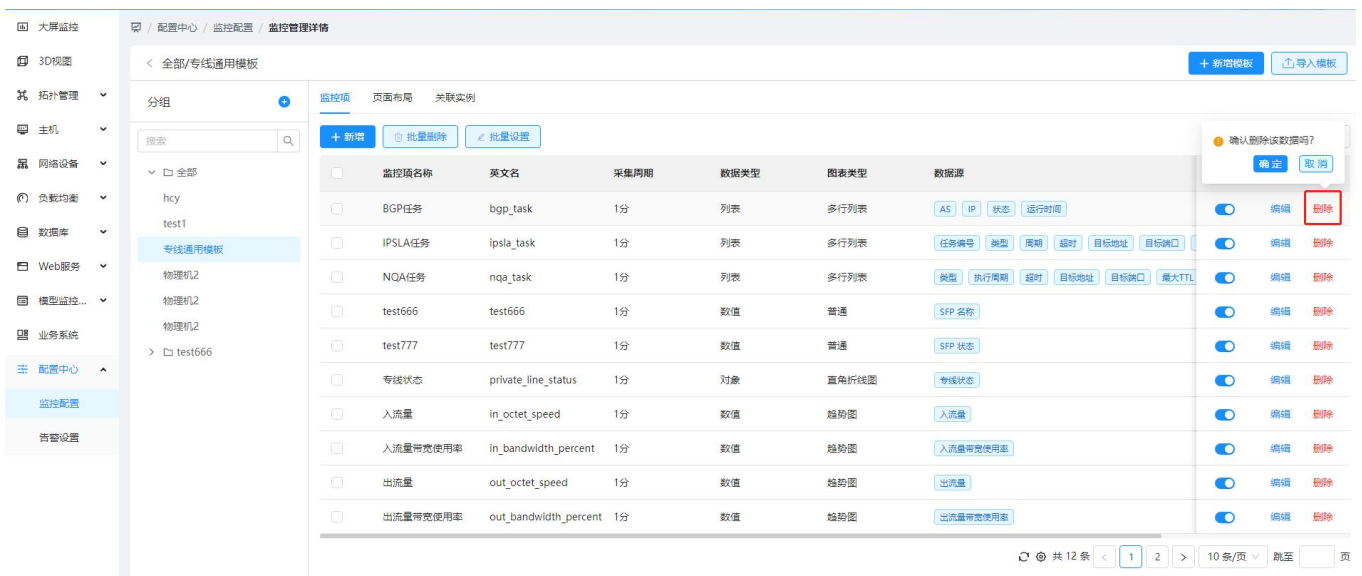 大屏监控
3D视图
拓扑管理
主机
网络设备
负载均衡
数据库
Web服务
模型监控...
业务系统
配置中心
监控配置
告警设置
/ 配置中心 / 监控配置 / 监控管理详情
< 全部/专线通用模板
+ 新增模板 导入模板
分组
搜索
全部
hcy
test1
专线通用模板
物理机2
物理机2
物理机2
test666
监控项 页面布局 关联实例
+ 新增 批量删除 批量设置
确认删除该数据吗?
确定 取消
监控项名称 英文名 采集周期 数据类型 图表类型 数据源
BGP任务 bgp_task 1分 列表 多行列表 AS IP 状态 运行时间 编辑 删除
IPSLA任务 ipsla_task 1分 列表 多行列表 任务编号 类型 周期 超时 目标地址 目标端口 编辑 删除
NQA任务 nqa_task 1分 列表 多行列表 类型 执行周期 超时 目标地址 目标端口 最大TTL 编辑 删除
test666 test666 1分 数值 普通 SFP 名称 编辑 删除
test777 test777 1分 数值 普通 SFP 状态 编辑 删除
专线状态 private_line_status 1分 对象 直角折线图 专线状态 编辑 删除
入流量 in_octet_speed 1分 数值 趋势图 入流量 编辑 删除
入流量带宽使用率 in_bandwidth_percent 1分 数值 趋势图 入流量带宽使用率 编辑 删除
出流量 out_octet_speed 1分 数值 趋势图 出流量 编辑 删除
出流量带宽使用率 out_bandwidth_percent 1分 数值 趋势图 出流量带宽使用率 编辑 删除
共 12 条 < 1 2 > 10 条/页 跳至 页